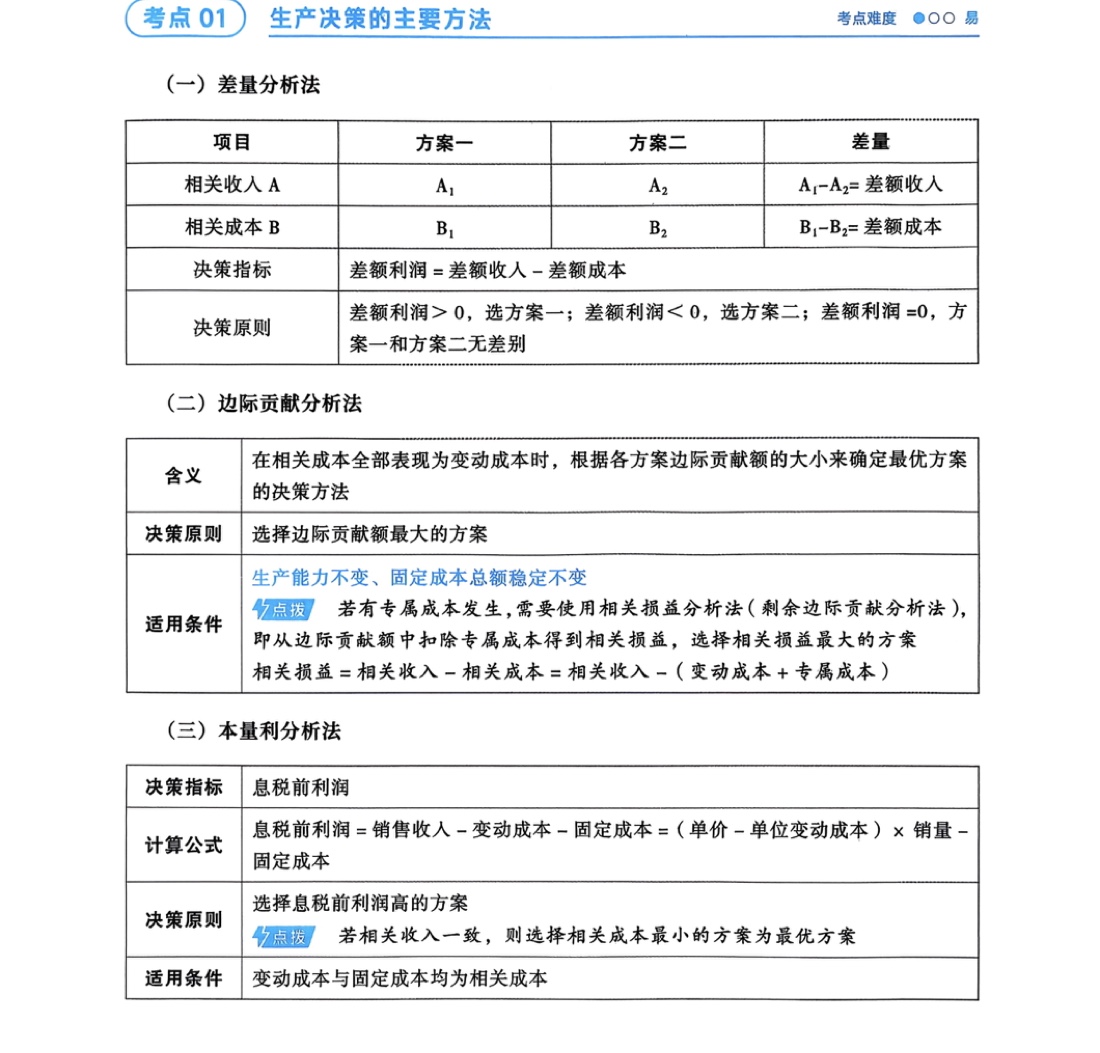 考点 01 生产决策的主要方法 考点难度 易
（一）差量分析法
项目 方案一 方案二 差量
相关收入 A A₁ A₂ A₁-A₂= 差额收入
相关成本 B B₁ B₂ B₁-B₂= 差额成本
决策指标 差额利润 = 差额收入 - 差额成本
决策原则 差额利润＞0，选方案一；差额利润＜0，选方案二；差额利润 =0，方
案一和方案二无差别
（二）边际贡献分析法
含义 在相关成本全部表现为变动成本时，根据各方案边际贡献额的大小来确定最优方案
的决策方法
决策原则 选择边际贡献额最大的方案
适用条件 生产能力不变、固定成本总额稳定不变
点拨 若有专属成本发生，需要使用相关损益分析法（剩余边际贡献分析法），
即从边际贡献额中扣除专属成本得到相关损益，选择相关损益最大的方案
相关损益 = 相关收入 - 相关成本 = 相关收入 -（变动成本 + 专属成本）
（三）本量利分析法
决策指标 息税前利润
计算公式 息税前利润 = 销售收入 - 变动成本 - 固定成本 =（单价 - 单位变动成本）× 销量 -
固定成本
决策原则 选择息税前利润高的方案
点拨 若相关收入一致，则选择相关成本最小的方案为最优方案
适用条件 变动成本与固定成本均为相关成本